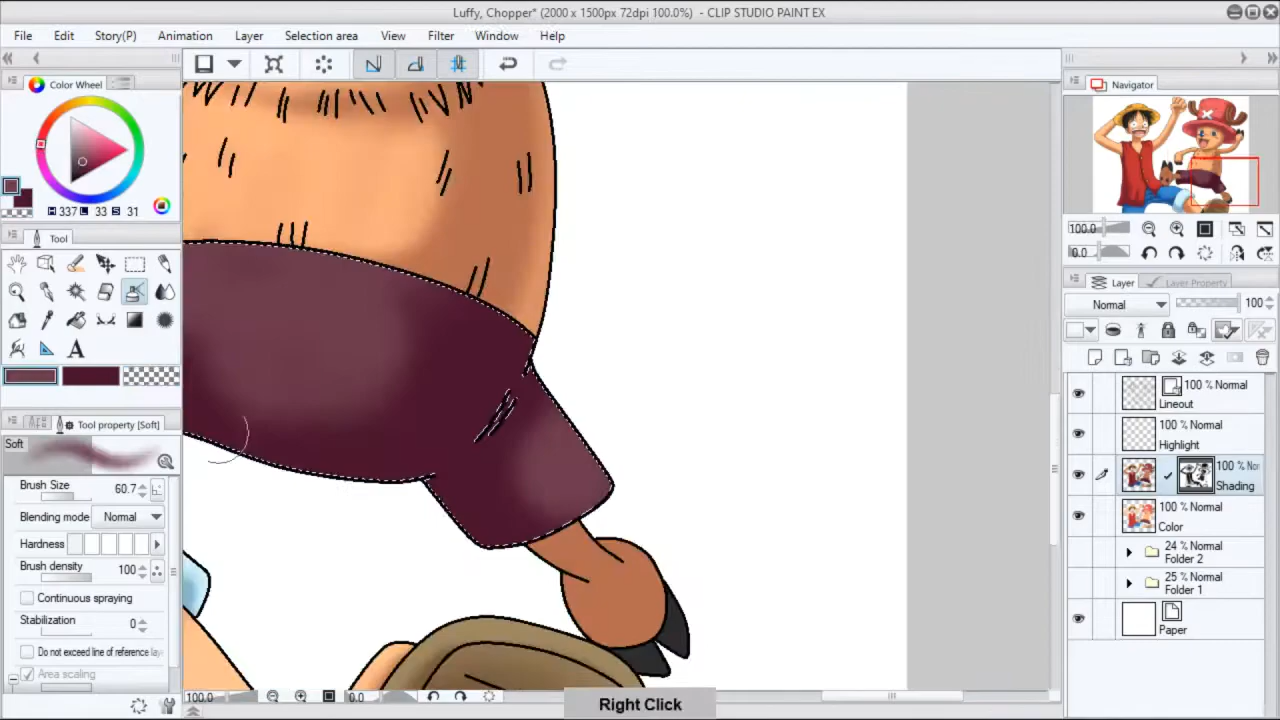 Luffy, Chopper* (2000 x 1500px 72dpi 100.0%) - CLIP STUDIO PAINT EX
File Edit Story(P) Animation Layer Selection area View Filter Window Help
Color Wheel
Navigator
H 337 L 33 S 31
Tool
100.0
0.0
Layer
Layer Property
Normal
100
A
100 % Normal
Lineout
100 % Normal
Highlight
100 % No
Shading
100 % Normal
Color
24 % Normal
Folder 2
25 % Normal
Folder 1
Paper
Tool property [Soft]
Soft
Brush Size 60.7
Blending mode Normal
Hardness
Brush density 100
Continuous spraying
Stabilization 0
Do not exceed line of reference lay
Area scaling
100.0
0.0
Right Click